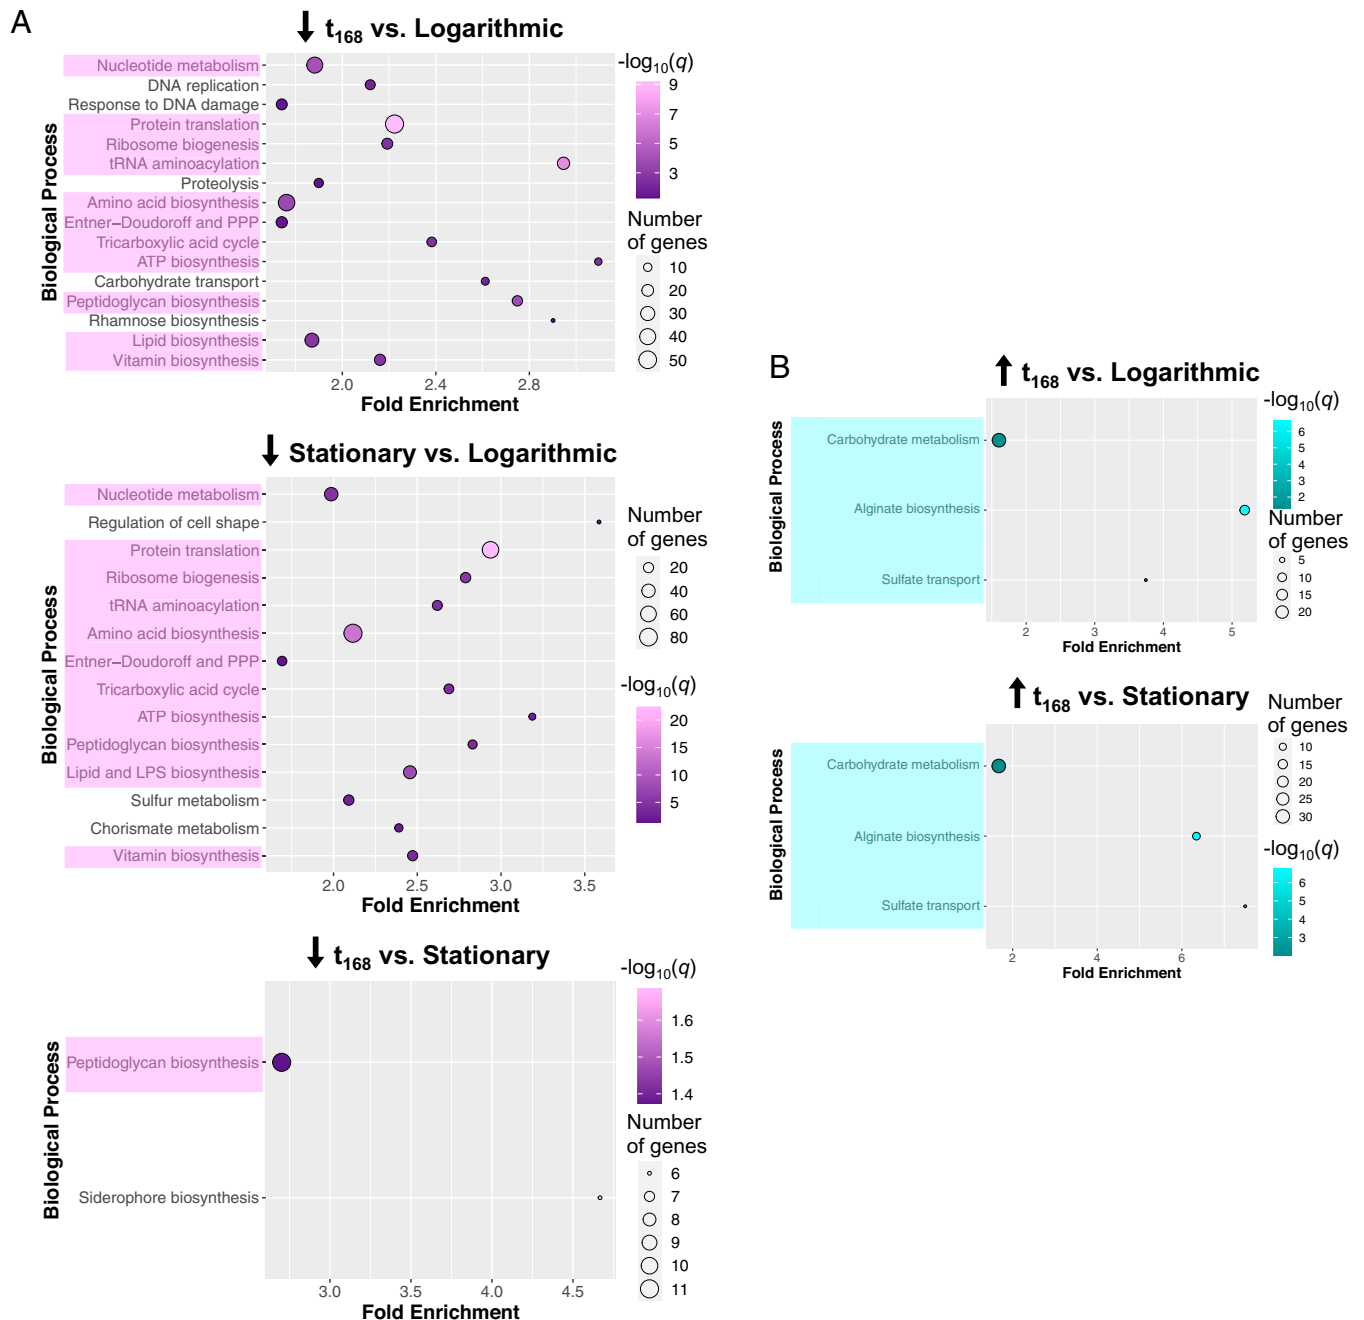 A
↓ t168 vs. Logarithmic
Biological Process
Nucleotide metabolism
DNA replication
Response to DNA damage
Protein translation
Ribosome biogenesis
tRNA aminoacylation
Proteolysis
Amino acid biosynthesis
Entner–Doudoroff and PPP
Tricarboxylic acid cycle
ATP biosynthesis
Carbohydrate transport
Peptidoglycan biosynthesis
Rhamnose biosynthesis
Lipid biosynthesis
Vitamin biosynthesis
2.0 2.4 2.8
Fold Enrichment
-log10(q)
9
7
5
3
Number
of genes
10
20
30
40
50
↓ Stationary vs. Logarithmic
Biological Process
Nucleotide metabolism
Regulation of cell shape
Protein translation
Ribosome biogenesis
tRNA aminoacylation
Amino acid biosynthesis
Entner–Doudoroff and PPP
Tricarboxylic acid cycle
ATP biosynthesis
Peptidoglycan biosynthesis
Lipid and LPS biosynthesis
Sulfur metabolism
Chorismate metabolism
Vitamin biosynthesis
2.0 2.5 3.0 3.5
Fold Enrichment
Number
of genes
20
40
60
80
-log10(q)
20
15
10
5
↓ t168 vs. Stationary
Biological Process
Peptidoglycan biosynthesis
Siderophore biosynthesis
3.0 3.5 4.0 4.5
Fold Enrichment
-log10(q)
1.6
1.5
1.4
Number
of genes
6
7
8
9
10
11
B
↑ t168 vs. Logarithmic
Biological Process
Carbohydrate metabolism
Alginate biosynthesis
Sulfate transport
2 3 4 5
Fold Enrichment
-log10(q)
6
5
4
3
2
Number
of genes
5
10
15
20
↑ t168 vs. Stationary
Biological Process
Carbohydrate metabolism
Alginate biosynthesis
Sulfate transport
2 4 6
Fold Enrichment
Number
of genes
10
15
20
25
30
-log10(q)
6
5
4
3